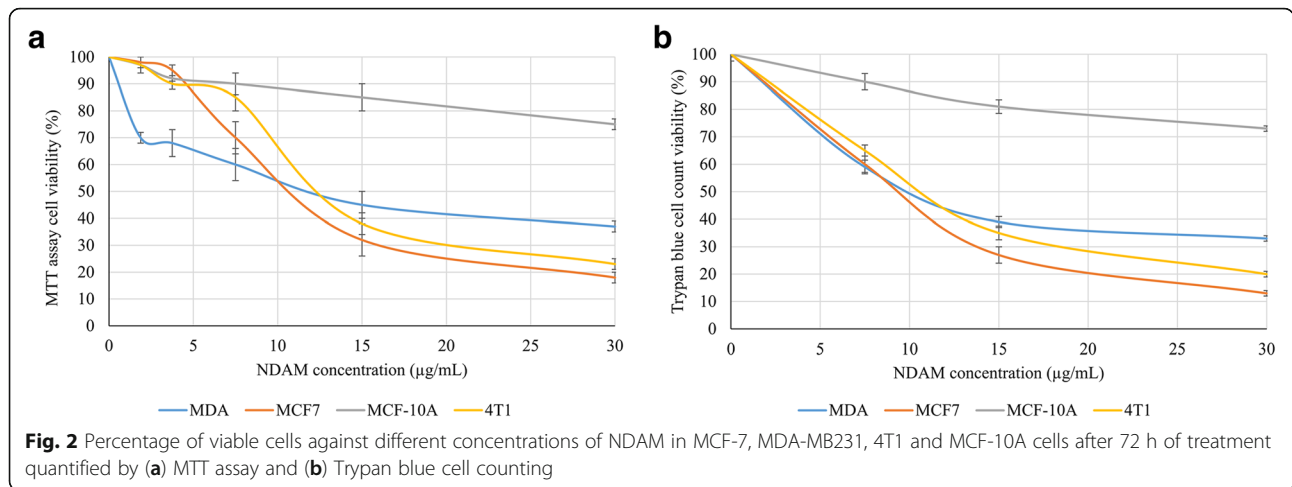 a
100
90
80
70
60
50
40
30
20
10
0
MTT assay cell viability (%)
0 5 10 15 20 25 30
NDAM concentration (µg/mL)
MDA MCF7 MCF-10A 4T1
b
100
90
80
70
60
50
40
30
20
10
0
Trypan blue cell count viability (%)
0 5 10 15 20 25 30
NDAM concentration (µg/mL)
MDA MCF7 MCF-10A 4T1
Fig. 2 Percentage of viable cells against different concentrations of NDAM in MCF-7, MDA-MB231, 4T1 and MCF-10A cells after 72 h of treatment
quantified by (a) MTT assay and (b) Trypan blue cell counting